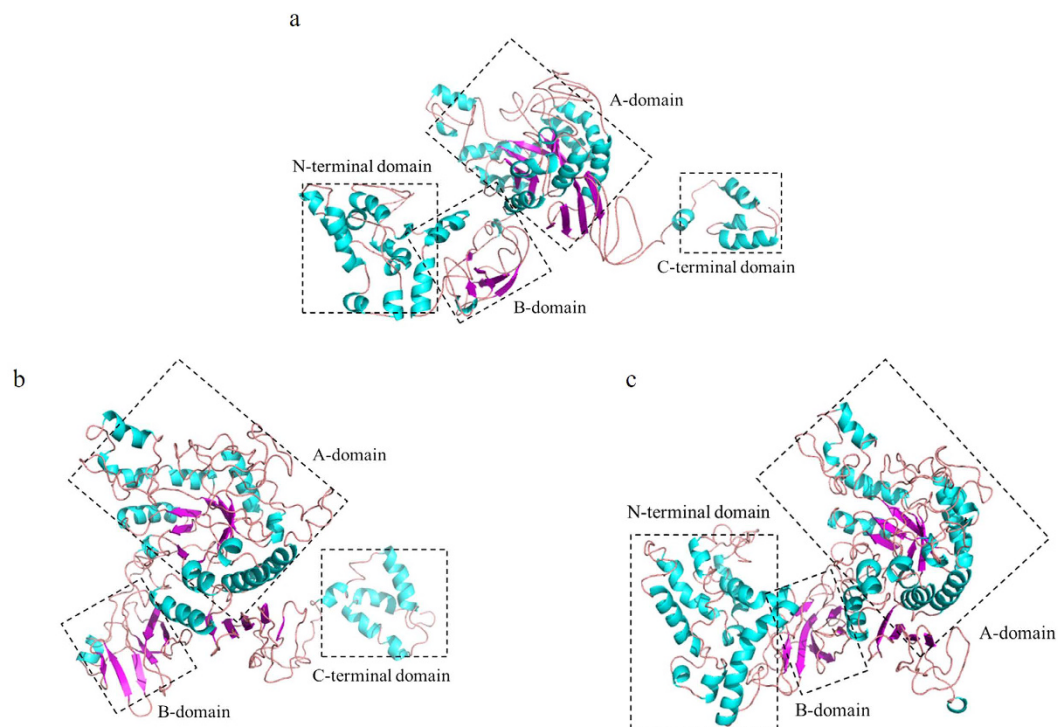 a
A-domain
N-terminal domain
C-terminal domain
B-domain
b
c
A-domain
N-terminal domain
A-domain
C-terminal domain
B-domain
B-domain